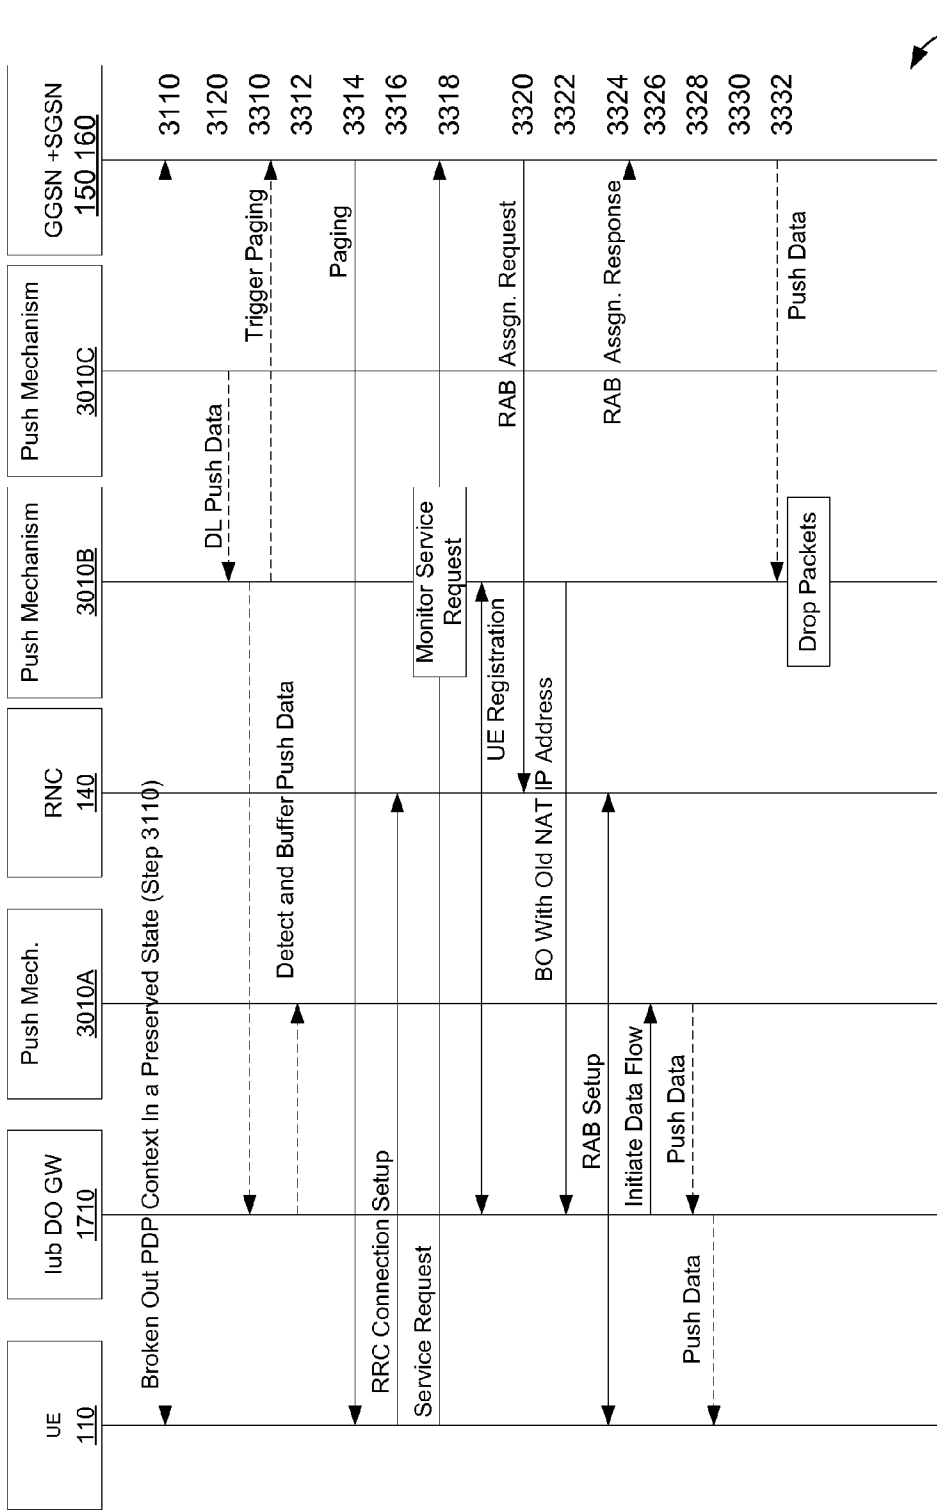 UE
110
Iub DO GW
1710
Push Mech.
3010A
RNC
140
Push Mechanism
3010B
Push Mechanism
3010C
GGSN +SGSN
150 160
Broken Out PDP Context In a Preserved State (Step 3110)
3110
DL Push Data
3120
Trigger Paging
3310
Detect and Buffer Push Data
3312
Paging
3314
RRC Connection Setup
3316
Service Request
Monitor Service
Request
3318
UE Registration
RAB Assgn. Request
3320
BO With Old NAT IP Address
3322
RAB Setup
RAB Assgn. Response
3324
Initiate Data Flow
3326
Push Data
3328
Push Data
3330
Push Data
3332
Drop Packets